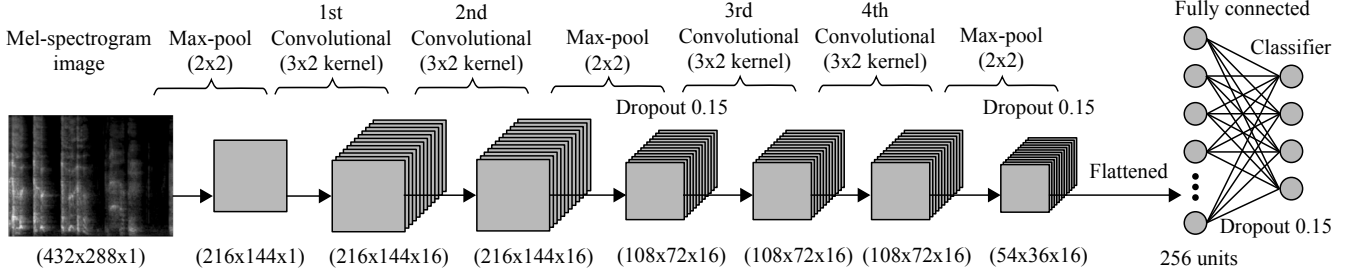 Mel-spectrogram
image
Max-pool
(2x2)
1st
Convolutional
(3x2 kernel)
2nd
Convolutional
(3x2 kernel)
Max-pool
(2x2)
Dropout 0.15
3rd
Convolutional
(3x2 kernel)
4th
Convolutional
(3x2 kernel)
Max-pool
(2x2)
Dropout 0.15
Flattened
Fully connected
Classifier
Dropout 0.15
256 units
(432x288x1)
(216x144x1)
(216x144x16)
(216x144x16)
(108x72x16)
(108x72x16)
(108x72x16)
(54x36x16)